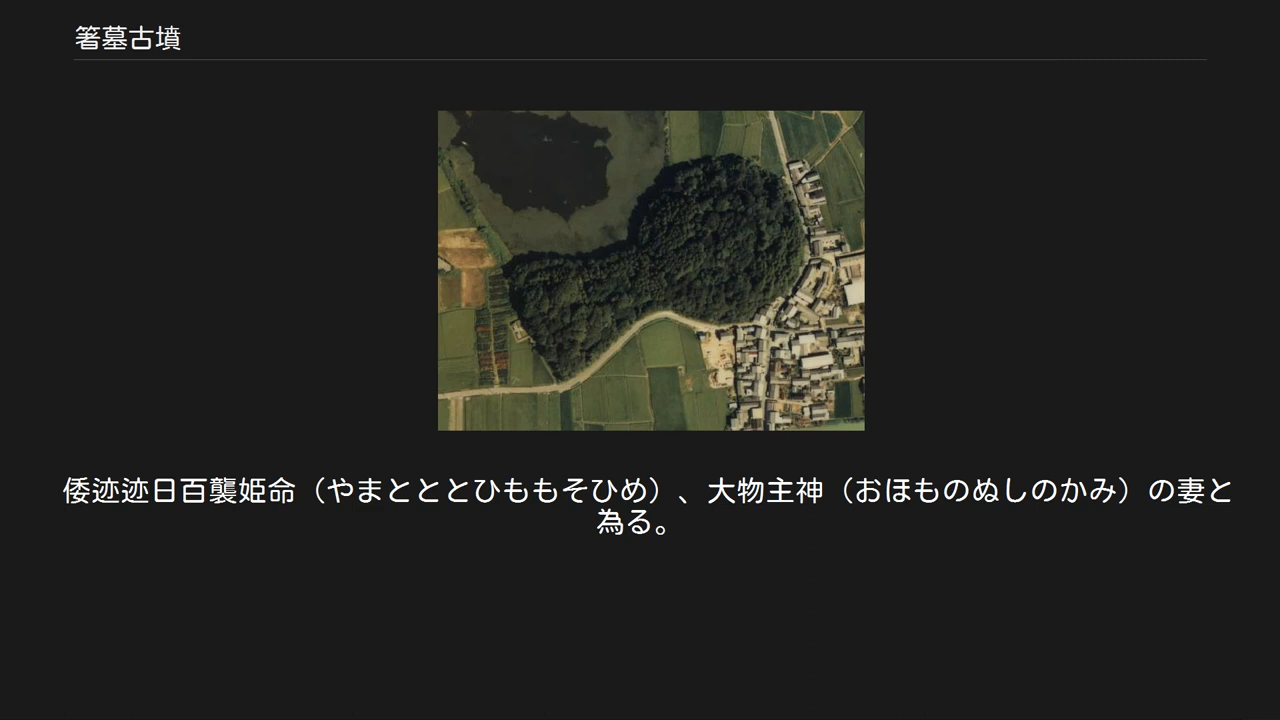 箸墓古墳
倭迹迹日百襲姫命（やまとととひももそひめ）、大物主神（おほものぬしのかみ）の妻と
為る。